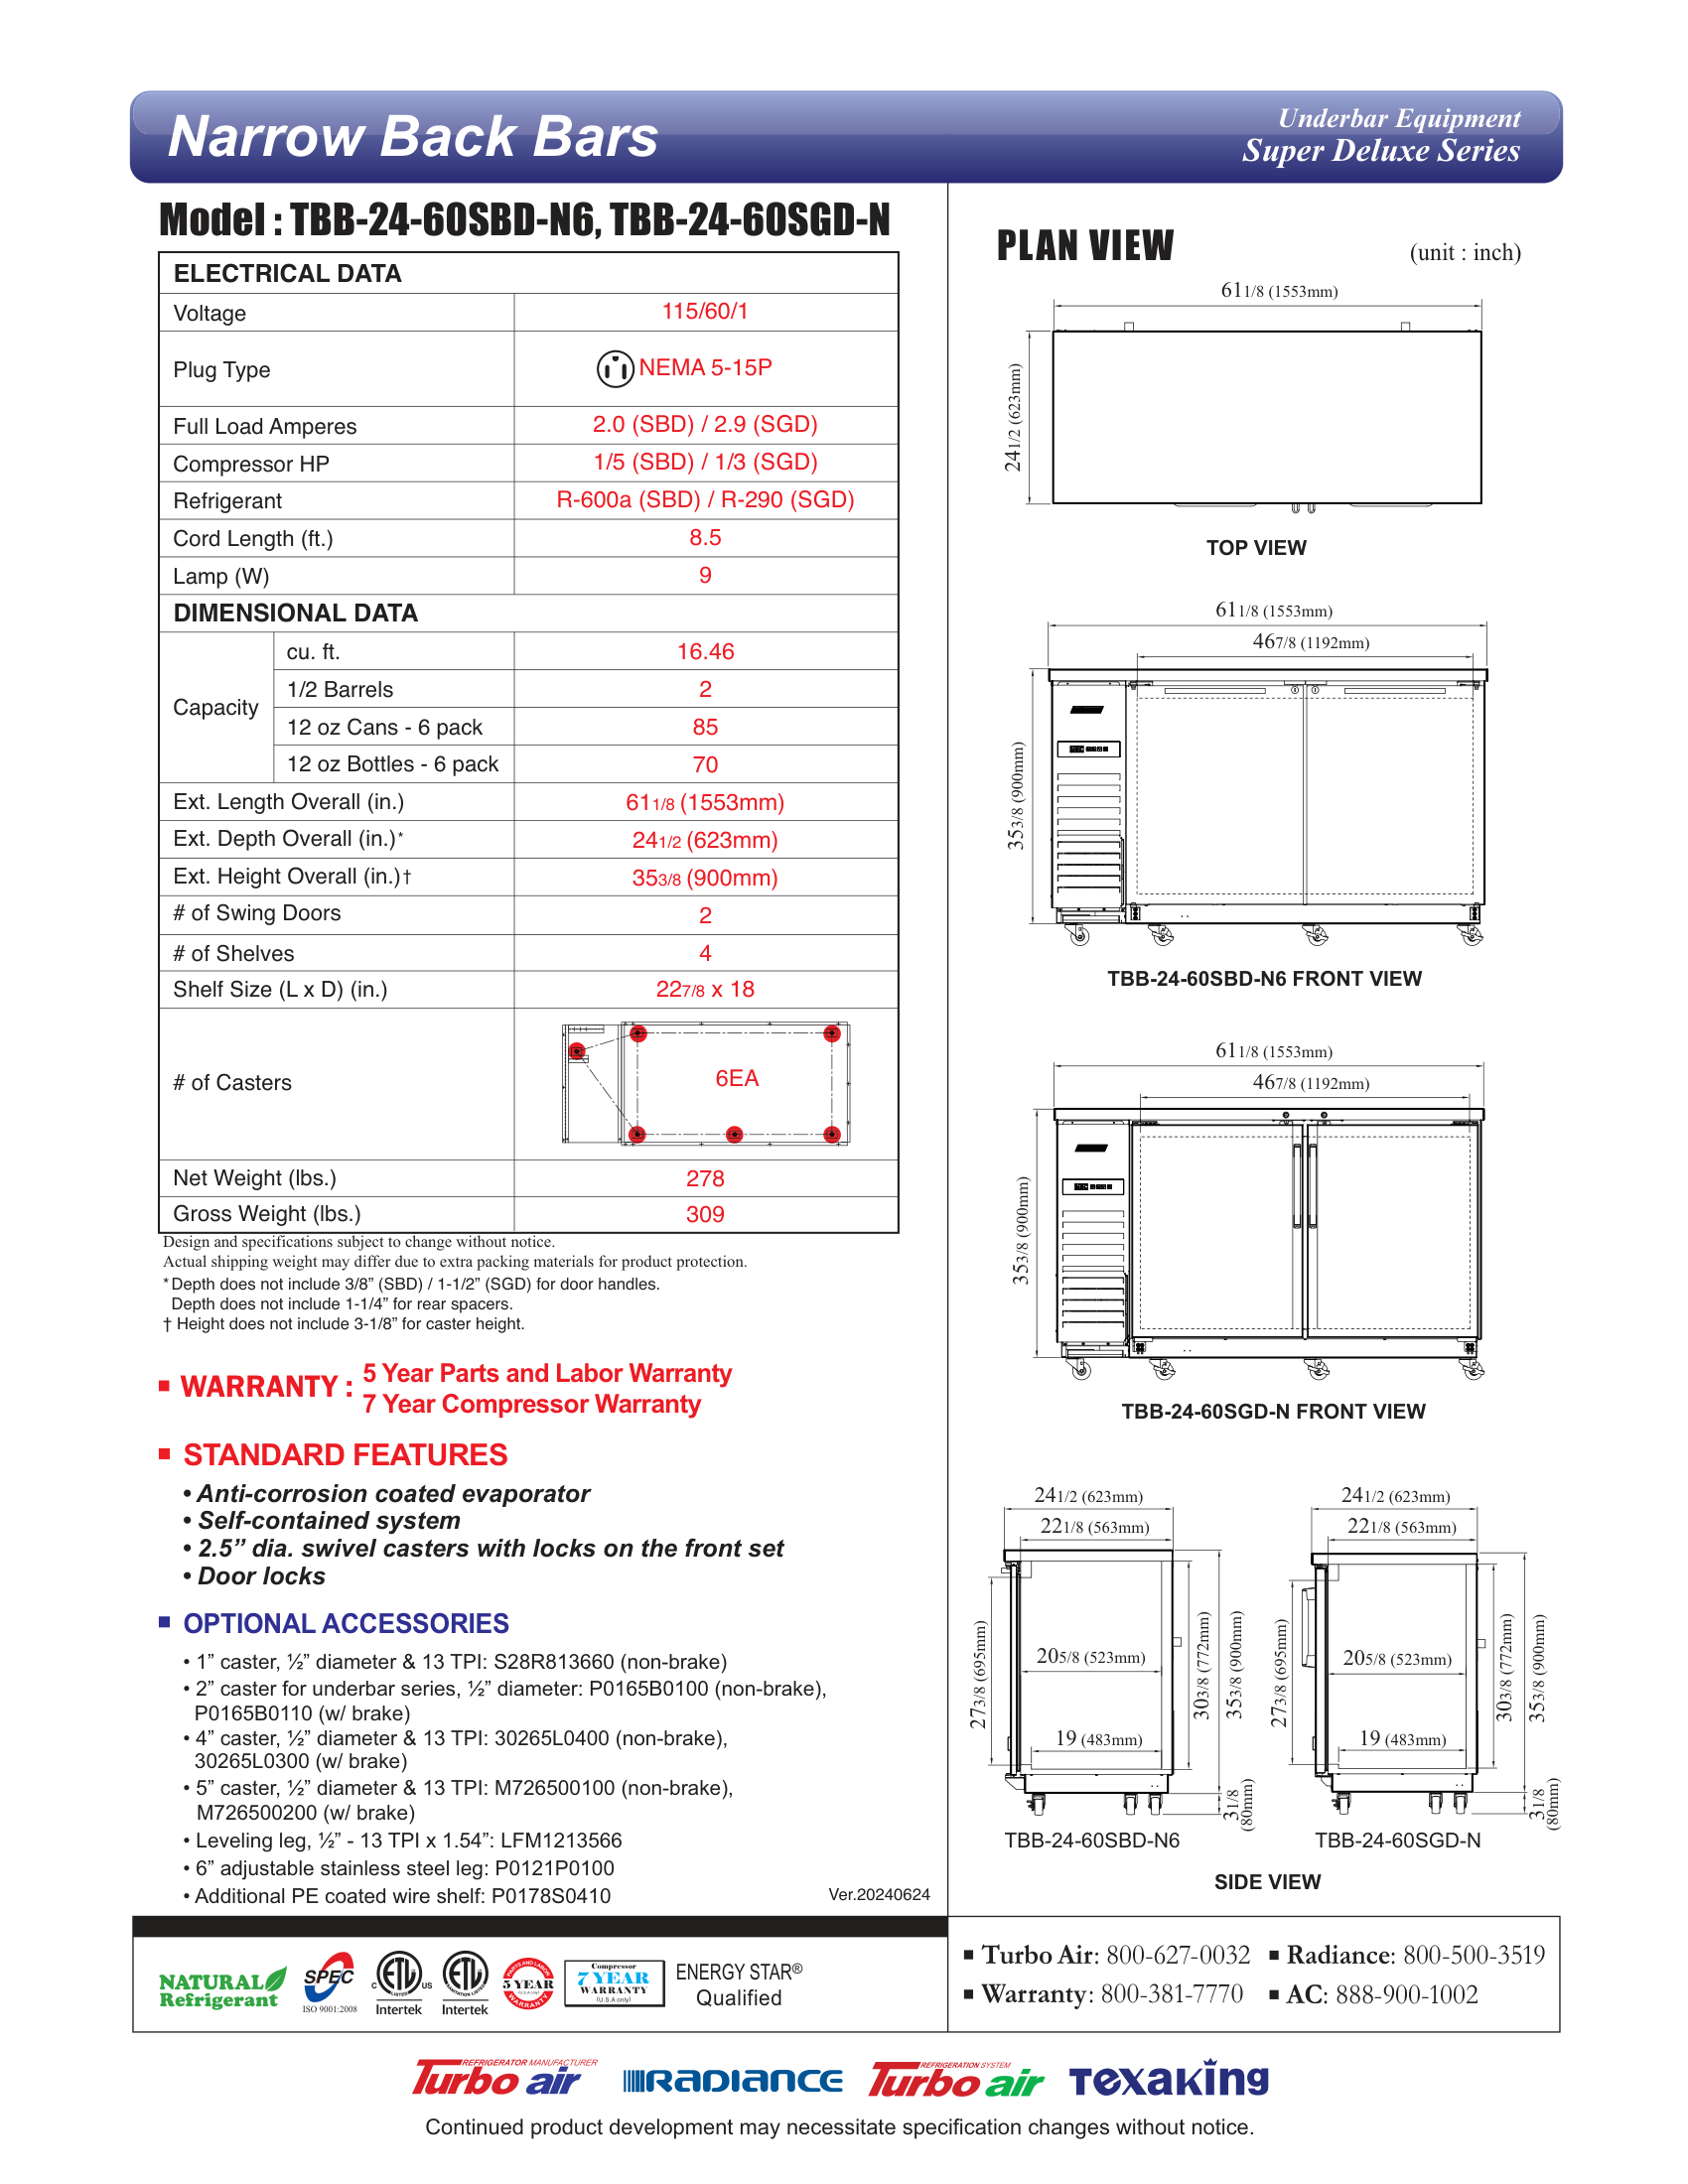 Narrow Back Bars
Underbar Equipment
Super Deluxe Series
Model : TBB-24-60SBD-N6, TBB-24-60SGD-N
ELECTRICAL DATA
Voltage 115/60/1
Plug Type NEMA 5-15P
Full Load Amperes 2.0 (SBD) / 2.9 (SGD)
Compressor HP 1/5 (SBD) / 1/3 (SGD)
Refrigerant R-600a (SBD) / R-290 (SGD)
Cord Length (ft.) 8.5
Lamp (W) 9
DIMENSIONAL DATA
Capacity
cu. ft. 16.46
1/2 Barrels 2
12 oz Cans - 6 pack 85
12 oz Bottles - 6 pack 70
Ext. Length Overall (in.) 61 1/8 (1553mm)
Ext. Depth Overall (in.)* 24 1/2 (623mm)
Ext. Height Overall (in.)† 35 3/8 (900mm)
# of Swing Doors 2
# of Shelves 4
Shelf Size (L x D) (in.) 22 7/8 x 18
# of Casters 6EA
Net Weight (lbs.) 278
Gross Weight (lbs.) 309
Design and specifications subject to change without notice.
Actual shipping weight may differ due to extra packing materials for product protection.
* Depth does not include 3/8” (SBD) / 1-1/2” (SGD) for door handles.
Depth does not include 1-1/4” for rear spacers.
† Height does not include 3-1/8” for caster height.
WARRANTY : 5 Year Parts and Labor Warranty
7 Year Compressor Warranty
STANDARD FEATURES
• Anti-corrosion coated evaporator
• Self-contained system
• 2.5” dia. swivel casters with locks on the front set
• Door locks
OPTIONAL ACCESSORIES
• 1” caster, ½” diameter & 13 TPI: S28R813660 (non-brake)
• 2” caster for underbar series, ½” diameter: P0165B0100 (non-brake),
P0165B0110 (w/ brake)
• 4” caster, ½” diameter & 13 TPI: 30265L0400 (non-brake),
30265L0300 (w/ brake)
• 5” caster, ½” diameter & 13 TPI: M726500100 (non-brake),
M726500200 (w/ brake)
• Leveling leg, ½” - 13 TPI x 1.54”: LFM1213566
• 6” adjustable stainless steel leg: P0121P0100
• Additional PE coated wire shelf: P0178S0410
Ver.20240624
PLAN VIEW
(unit : inch)
61 1/8 (1553mm)
24 1/2 (623mm)
TOP VIEW
61 1/8 (1553mm)
46 7/8 (1192mm)
35 3/8 (900mm)
TBB-24-60SBD-N6 FRONT VIEW
61 1/8 (1553mm)
46 7/8 (1192mm)
35 3/8 (900mm)
TBB-24-60SGD-N FRONT VIEW
24 1/2 (623mm)
22 1/8 (563mm)
27 3/8 (695mm)
20 5/8 (523mm)
19 (483mm)
30 3/8 (772mm)
35 3/8 (900mm)
3 1/8 (80mm)
TBB-24-60SBD-N6
24 1/2 (623mm)
22 1/8 (563mm)
27 3/8 (695mm)
20 5/8 (523mm)
19 (483mm)
30 3/8 (772mm)
35 3/8 (900mm)
3 1/8 (80mm)
TBB-24-60SGD-N
SIDE VIEW
NATURAL
Refrigerant
SPEC
ISO 9001:2008
C ETL US
LISTED
Intertek
ETL
Intertek
PARTS AND LABOR
5 YEAR
WARRANTY
Compressor
7 YEAR
WARRANTY
(U.S.A only)
ENERGY STAR®
Qualified
Turbo Air: 800-627-0032
Radiance: 800-500-3519
Warranty: 800-381-7770
AC: 888-900-1002
REFRIGERATOR MANUFACTURER
Turbo air
RADIANCE
REFRIGERATION SYSTEM
Turbo air
TEXAKING
Continued product development may necessitate specification changes without notice.